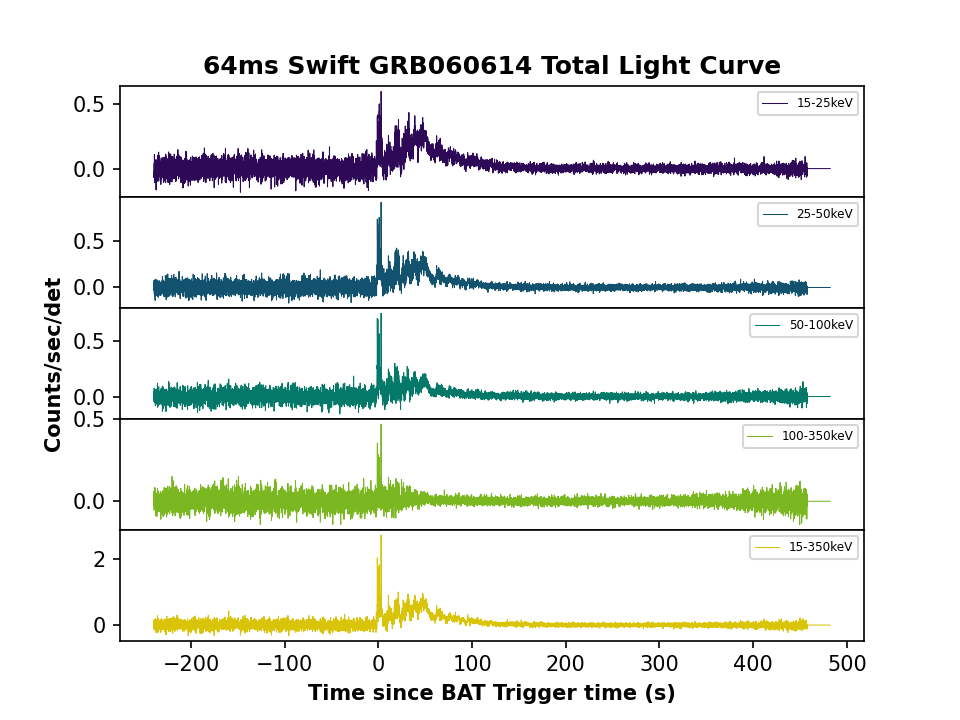 64ms Swift GRB060614 Total Light Curve
0.5
0.0
15-25keV
0.5
0.0
25-50keV
0.5
0.0
50-100keV
0.5
0.0
100-350keV
2
0
15-350keV
Counts/sec/det
−200 −100 0 100 200 300 400 500
Time since BAT Trigger time (s)